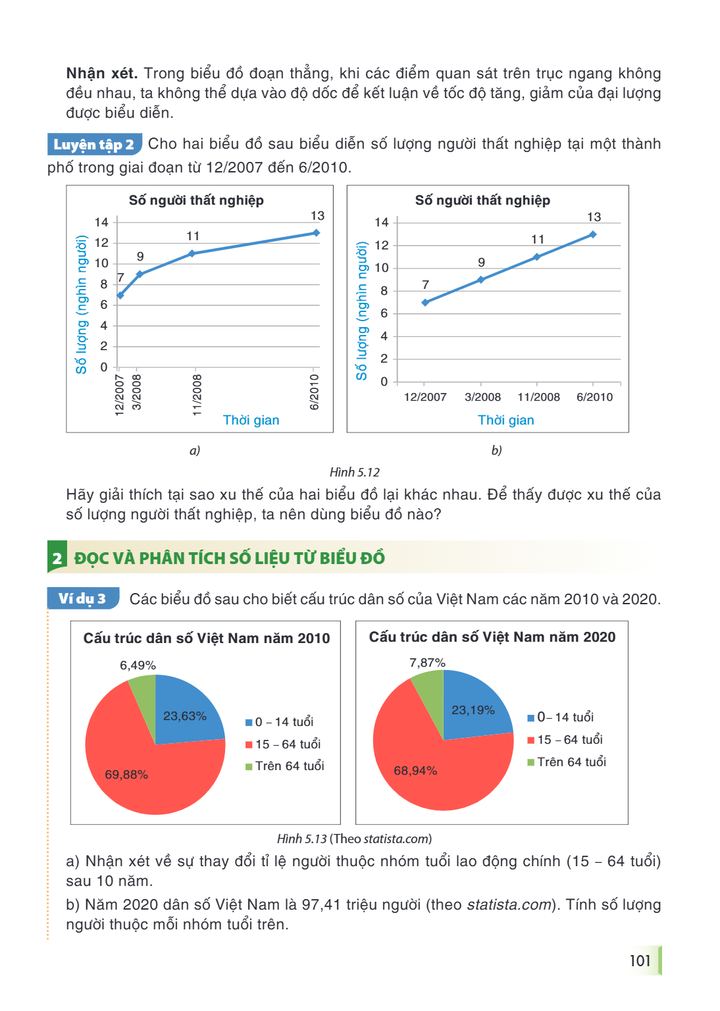 Nhận xét. Trong biểu đồ đoạn thẳng, khi các điểm quan sát trên trục ngang không
đều nhau, ta không thể dựa vào độ dốc để kết luận về tốc độ tăng, giảm của đại lượng
được biểu diễn.
Luyện tập 2 Cho hai biểu đồ sau biểu diễn số lượng người thất nghiệp tại một thành
phố trong giai đoạn từ 12/2007 đến 6/2010.
Số người thất nghiệp
Số lượng (nghìn người)
14
12
10
8
6
4
2
0
7
9
11
13
12/2007
3/2008
11/2008
6/2010
Thời gian
a)
Số người thất nghiệp
Số lượng (nghìn người)
14
12
10
8
6
4
2
0
7
9
11
13
12/2007 3/2008 11/2008 6/2010
Thời gian
b)
Hình 5.12
Hãy giải thích tại sao xu thế của hai biểu đồ lại khác nhau. Để thấy được xu thế của
số lượng người thất nghiệp, ta nên dùng biểu đồ nào?
2 ĐỌC VÀ PHÂN TÍCH SỐ LIỆU TỪ BIỂU ĐỒ
Ví dụ 3 Các biểu đồ sau cho biết cấu trúc dân số của Việt Nam các năm 2010 và 2020.
Cấu trúc dân số Việt Nam năm 2010
6,49%
23,63%
69,88%
0 – 14 tuổi
15 – 64 tuổi
Trên 64 tuổi
Cấu trúc dân số Việt Nam năm 2020
7,87%
23,19%
68,94%
0– 14 tuổi
15 – 64 tuổi
Trên 64 tuổi
Hình 5.13 (Theo statista.com)
a) Nhận xét về sự thay đổi tỉ lệ người thuộc nhóm tuổi lao động chính (15 – 64 tuổi)
sau 10 năm.
b) Năm 2020 dân số Việt Nam là 97,41 triệu người (theo statista.com). Tính số lượng
người thuộc mỗi nhóm tuổi trên.
101